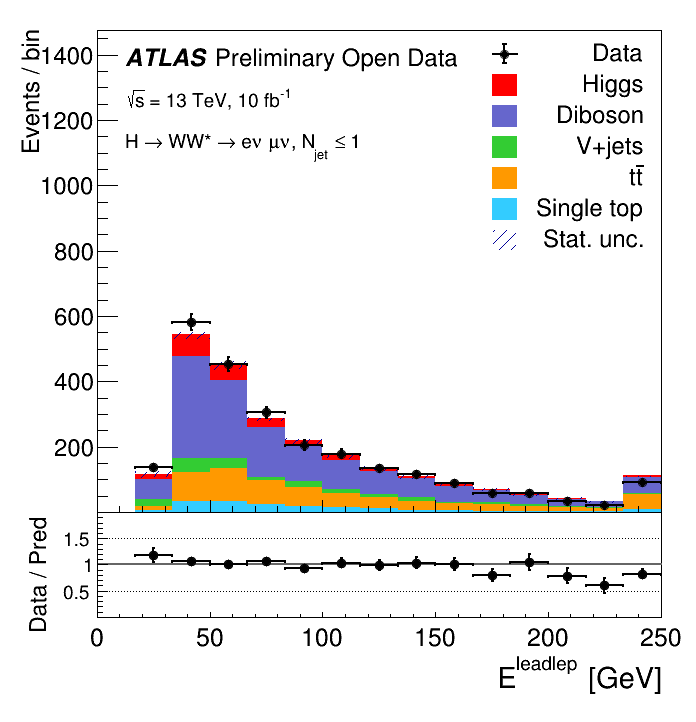 Events / bin
1400
1200
1000
800
600
400
200
ATLAS Preliminary Open Data
√s = 13 TeV, 10 fb⁻¹
H → WW* → eν μν, N_jet ≤ 1
Data
Higgs
Diboson
V+jets
tt̄
Single top
Stat. unc.
Data / Pred
1.5
1
0.5
0 50 100 150 200 250
E^leadlep [GeV]